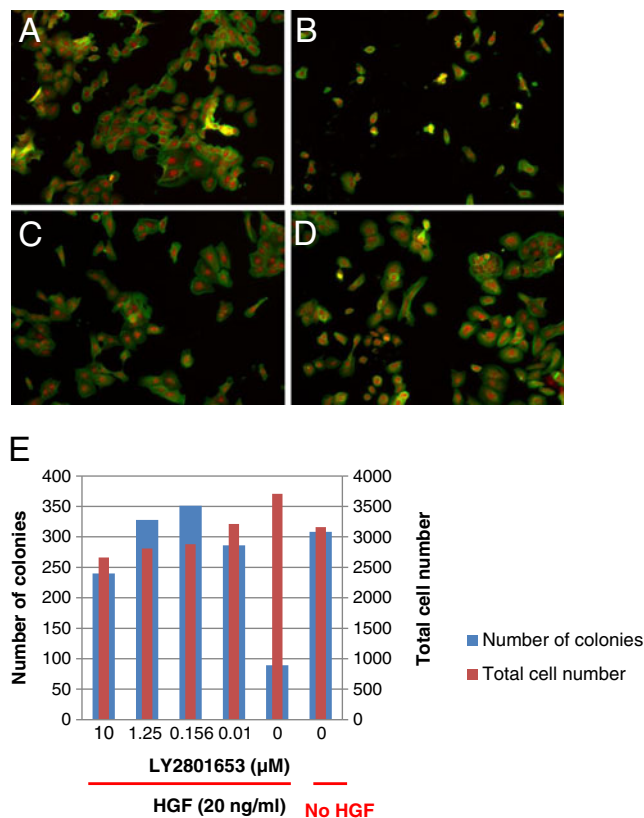 A
B
C
D
E
400 4000
350 3500
300 3000
250 2500
200 2000
150 1500
100 1000
50 500
0 0
Number of colonies
Total cell number
10 1.25 0.156 0.01 0 0
Number of colonies
Total cell number
LY2801653 (µM)
HGF (20 ng/ml) No HGF